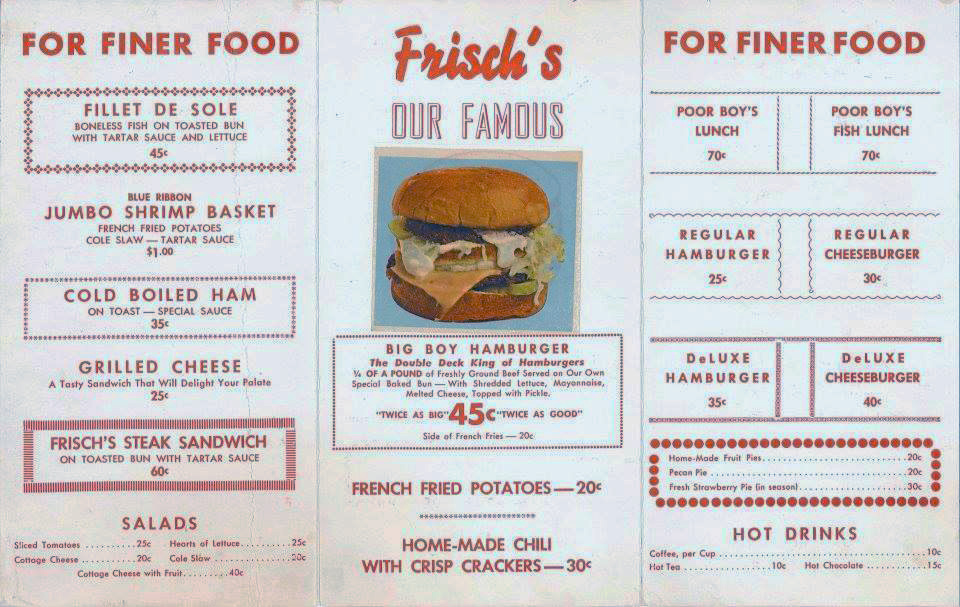 FOR FINER FOOD
FILLET DE SOLE
BONELESS FISH ON TOASTED BUN
WITH TARTAR SAUCE AND LETTUCE
45¢
BLUE RIBBON
JUMBO SHRIMP BASKET
FRENCH FRIED POTATOES
COLE SLAW — TARTAR SAUCE
$1.00
COLD BOILED HAM
ON TOAST — SPECIAL SAUCE
35¢
GRILLED CHEESE
A Tasty Sandwich That Will Delight Your Palate
25¢
FRISCH'S STEAK SANDWICH
ON TOASTED BUN WITH TARTAR SAUCE
60¢
SALADS
Sliced Tomatoes ..........25¢ Hearts of Lettuce..........25¢
Cottage Cheese ..........20¢ Cole Slaw ..................20¢
Cottage Cheese with Fruit.........40¢
Frisch's
OUR FAMOUS
BIG BOY HAMBURGER
The Double Deck King of Hamburgers
¼ OF A POUND of Freshly Ground Beef Served on Our Own
Special Baked Bun — With Shredded Lettuce, Mayonnaise,
Melted Cheese, Topped with Pickle.
"TWICE AS BIG" 45¢ "TWICE AS GOOD"
Side of French Fries — 20¢
FRENCH FRIED POTATOES — 20¢
HOME-MADE CHILI
WITH CRISP CRACKERS — 30¢
FOR FINER FOOD
POOR BOY'S
LUNCH
70¢
POOR BOY'S
FISH LUNCH
70¢
REGULAR
HAMBURGER
25¢
REGULAR
CHEESEBURGER
30¢
DeLUXE
HAMBURGER
35¢
DeLUXE
CHEESEBURGER
40¢
Home-Made Fruit Pies..............................20¢
Pecan Pie ..........................................20¢
Fresh Strawberry Pie (in season)......................30¢
HOT DRINKS
Coffee, per Cup ..................................................10¢
Hot Tea ......................10¢ Hot Chocolate ...............15¢